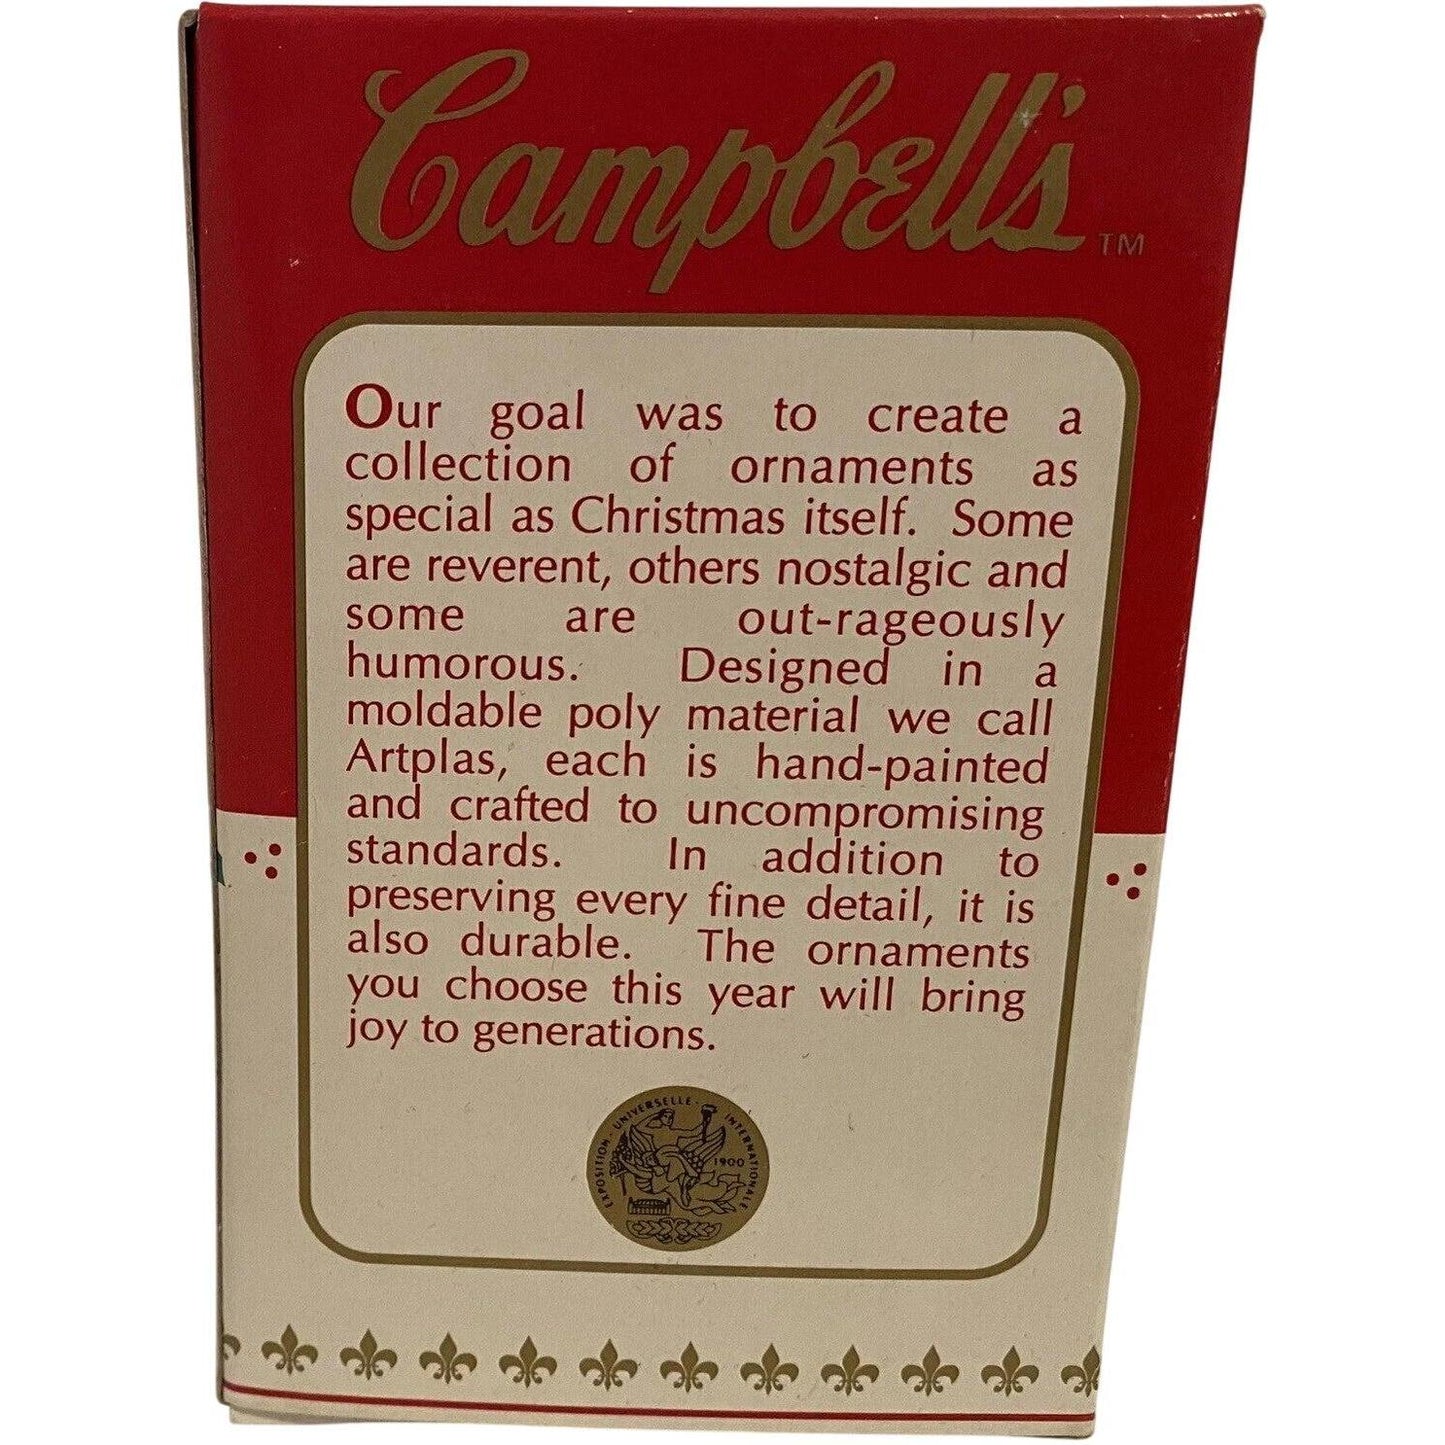 Campbell's™
Our goal was to create a
collection of ornaments as
special as Christmas itself. Some
are reverent, others nostalgic and
some are out-rageously
humorous. Designed in a
moldable poly material we call
Artplas, each is hand-painted
and crafted to uncompromising
standards. In addition to
preserving every fine detail, it is
also durable. The ornaments
you choose this year will bring
joy to generations.
EXPOSITION · UNIVERSELLE · INTERNATIONALE
1900